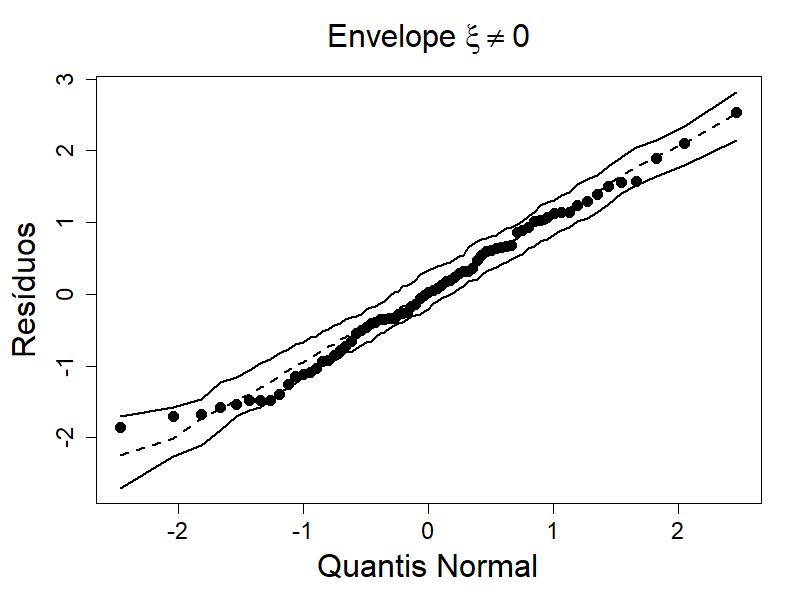 Envelope ξ ≠ 0
3
2
1
0
-1
-2
Resíduos
-2 -1 0 1 2
Quantis Normal